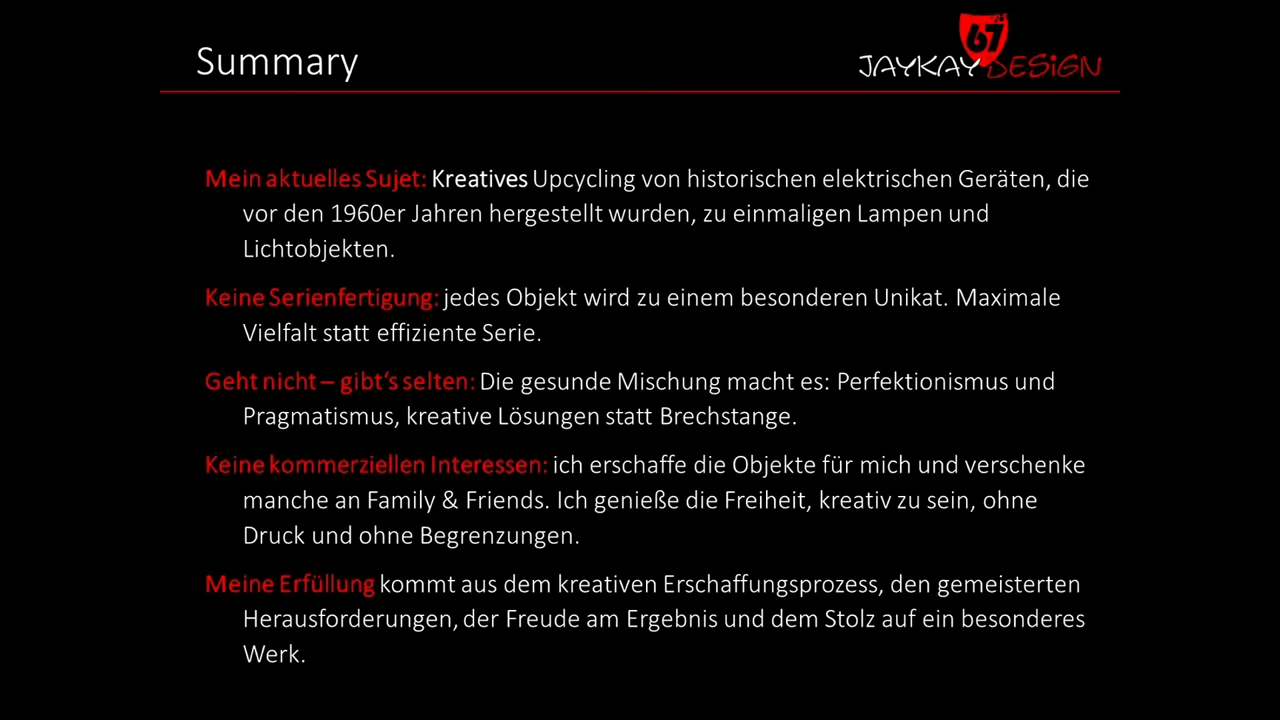 Summary
67
JAYKAY DESiGN
Mein aktuelles Sujet: Kreatives Upcycling von historischen elektrischen Geräten, die
vor den 1960er Jahren hergestellt wurden, zu einmaligen Lampen und
Lichtobjekten.
Keine Serienfertigung: jedes Objekt wird zu einem besonderen Unikat. Maximale
Vielfalt statt effiziente Serie.
Geht nicht – gibt‘s selten: Die gesunde Mischung macht es: Perfektionismus und
Pragmatismus, kreative Lösungen statt Brechstange.
Keine kommerziellen Interessen: ich erschaffe die Objekte für mich und verschenke
manche an Family & Friends. Ich genieße die Freiheit, kreativ zu sein, ohne
Druck und ohne Begrenzungen.
Meine Erfüllung kommt aus dem kreativen Erschaffungsprozess, den gemeisterten
Herausforderungen, der Freude am Ergebnis und dem Stolz auf ein besonderes
Werk.